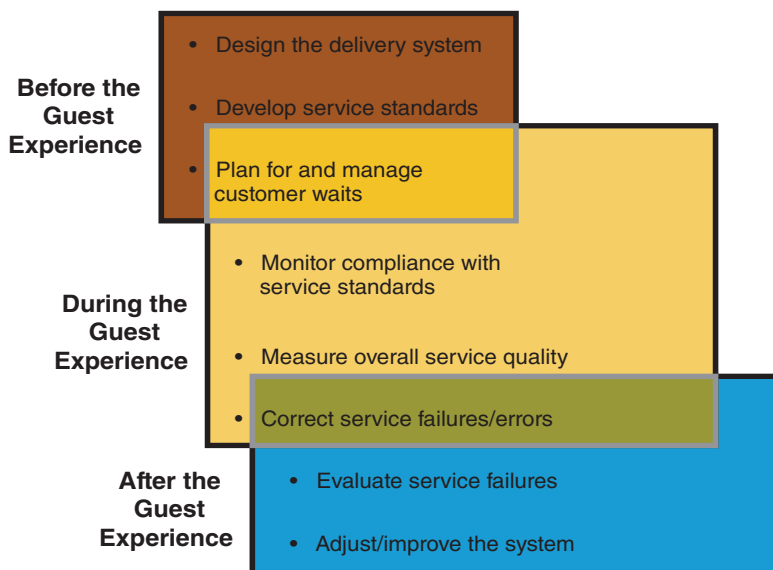 Before the
Guest
Experience
• Design the delivery system
• Develop service standards
• Plan for and manage
customer waits
During the
Guest
Experience
• Monitor compliance with
service standards
• Measure overall service quality
• Correct service failures/errors
After the
Guest
Experience
• Evaluate service failures
• Adjust/improve the system